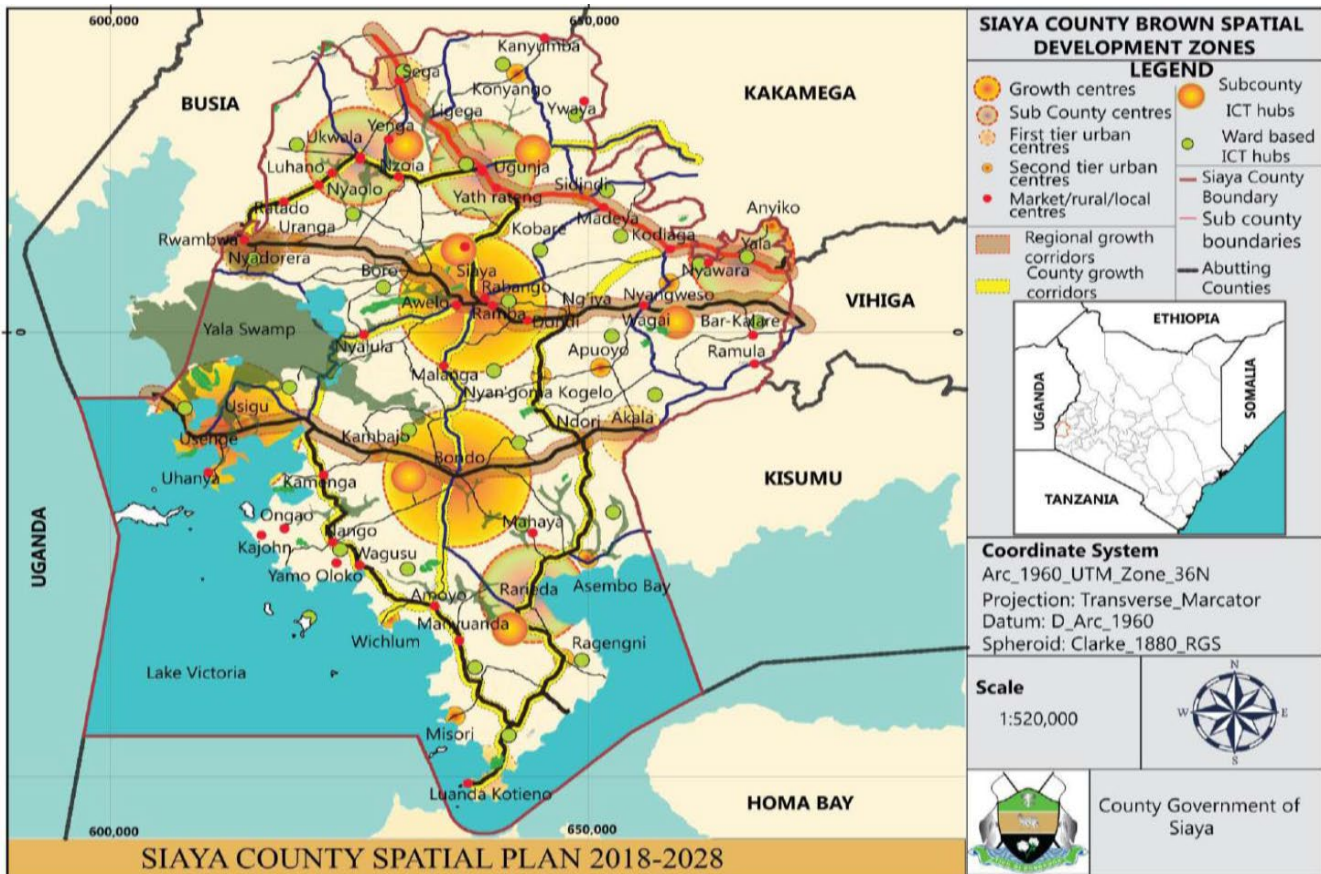 600,000
650,000
BUSIA
KAKAMEGA
VIHIGA
KISUMU
HOMA BAY
UGANDA
0
0
Kanyumba
Sega
Konyango
Ligega
Ywaya
Yenga
Ukwala
Luhano
Nzoia
Ugunja
Nyaolo
Yath rateng
Sidindi
Ratado
Madeya
Anyiko
Uranga
Kobare
Kodiaga
Rwambwa
Yala
Nyadorera
Boro
Siaya
Nyawara
Rabango
Awelo
Ramba
Ng'iya
Nyangweso
Dondi
Wagai
Bar-Kalare
Yala Swamp
Nyalula
Apuoyo
Ramula
Malanga
Nyan'goma Kogelo
Usigu
Ndori
Akala
Usenge
Kambajo
Bondo
Uhanya
Kamenga
Ongao
Mahaya
Kajohn
Nango
Yamo Oloko
Wagusu
Asembo Bay
Rarieda
Amoyo
Wichlum
Manyuanda
Ragengni
Lake Victoria
Misori
Luanda Kotieno
600,000
650,000
SIAYA COUNTY SPATIAL PLAN 2018-2028
SIAYA COUNTY BROWN SPATIAL
DEVELOPMENT ZONES
LEGEND
Growth centres
Sub County centres
First tier urban
centres
Second tier urban
centres
Market/rural/local
centres
Regional growth
corridors
County growth
corridors
Subcounty
ICT hubs
Ward based
ICT hubs
Siaya County
Boundary
Sub county
boundaries
Abutting
Counties
ETHIOPIA
UGANDA
SOMALIA
TANZANIA
Coordinate System
Arc_1960_UTM_Zone_36N
Projection: Transverse_Marcator
Datum: D_Arc_1960
Spheroid: Clarke_1880_RGS
Scale
1:520,000
N
W
E
S
County Government of
Siaya